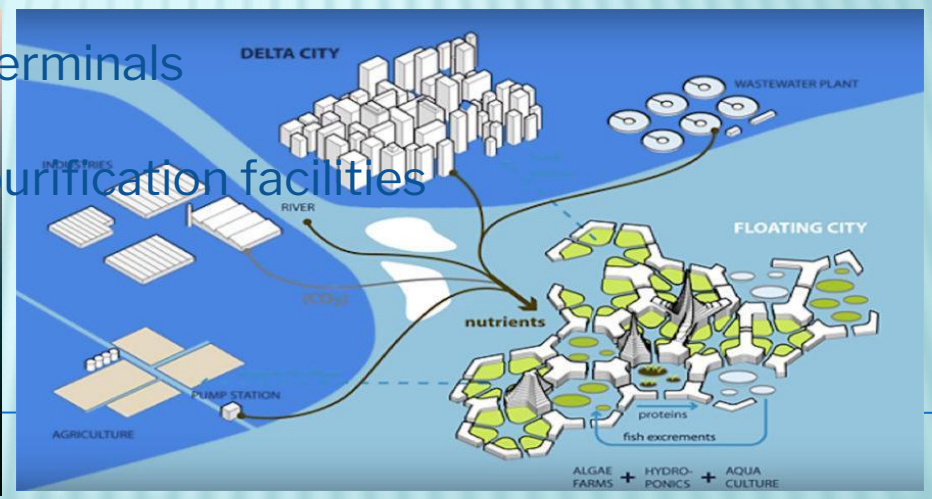 erminals
DELTA CITY
WASTEWATER PLANT
INDUSTRIES
urification facilities
RIVER
FLOATING CITY
(CO₂)
nutrients
PUMP STATION
proteins
AGRICULTURE
fish excrements
ALGAE FARMS + HYDRO-PONICS + AQUA CULTURE